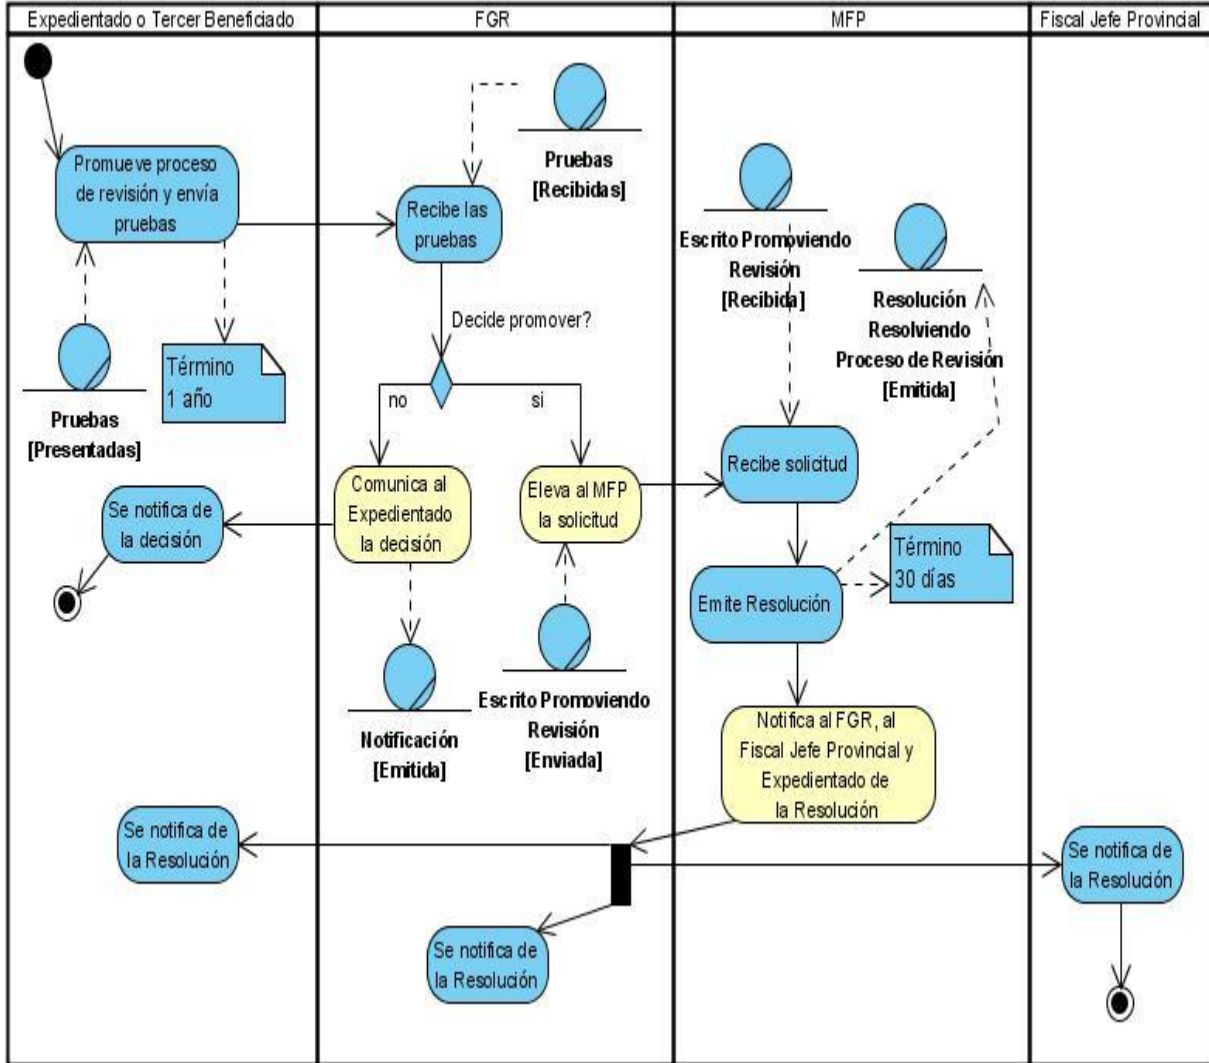 Expedientado o Tercer Beneficiado
FGR
MFP
Fiscal Jefe Provincial
Promueve proceso
de revisión y envía
pruebas
Pruebas
[Presentadas]
Término
1 año
Recibe las
pruebas
Pruebas
[Recibidas]
Decide promover?
no
si
Comunica al
Expedientado
la decisión
Eleva al MFP
la solicitud
Se notifica de
la decisión
Notificación
[Emitida]
Escrito Promoviendo
Revisión
[Enviada]
Escrito Promoviendo
Revisión
[Recibida]
Resolución
Resolviendo
Proceso de Revisión
[Emitida]
Recibe solicitud
Emite Resolución
Término
30 días
Notifica al FGR, al
Fiscal Jefe Provincial y
Expedientado de
la Resolución
Se notifica de
la Resolución
Se notifica de
la Resolución
Se notifica de
la Resolución